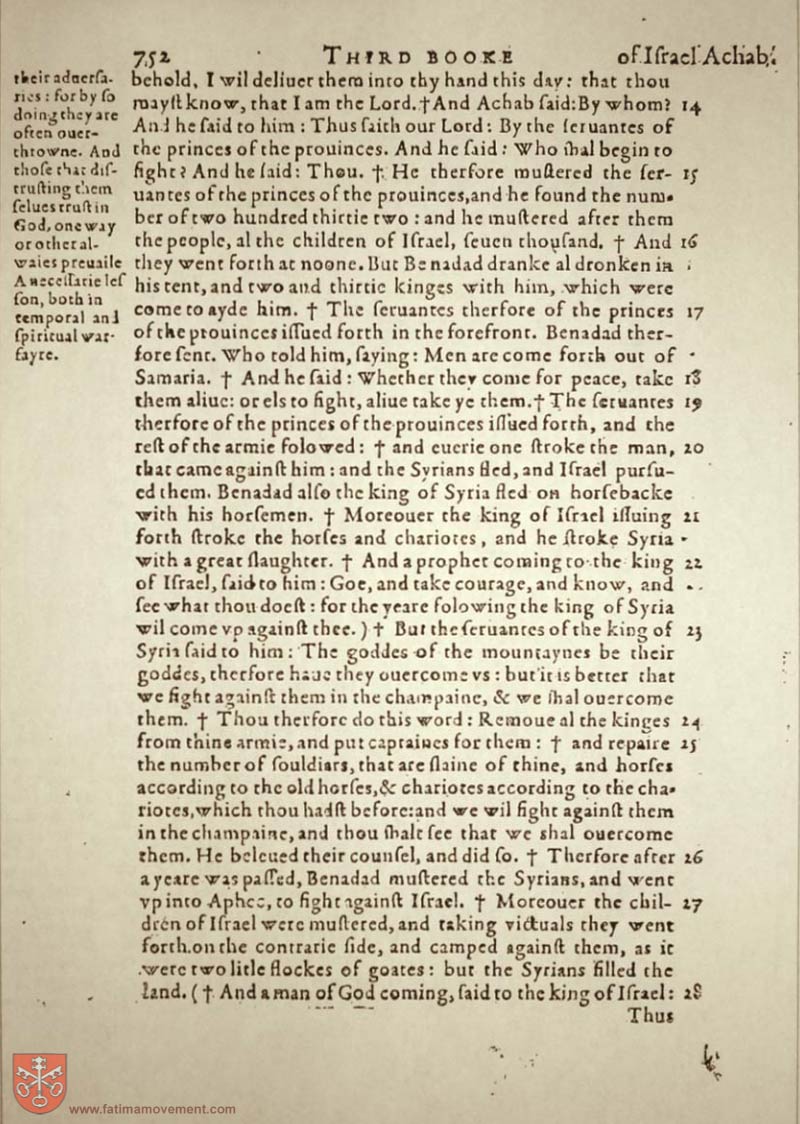 752 THIRD BOOKE of Iſrael Achab.
their aduerſa-
ries : for by ſo
doing they are
often ouer-
throwne. And
thoſe that diſ-
truſting them
ſelues truſt in
God, one way
or other al-
waies preuaile
A neceſſarie leſ
ſon, both in
temporal and
ſpiritual war-
fayre.
behold, I wil deliuer them into thy hand this day: that thou
mayſt know, that I am the Lord. † And Achab ſaid: By whom? 14
And he ſaid to him : Thus ſaith our Lord: By the ſeruantes of
the princes of the prouinces. And he ſaid: Who ſhal begin to
fight? And he ſaid: Thou. † He therfore muſtered the ſer- 15
uantes of the princes of the prouinces, and he found the num-
ber of two hundred thirtie two : and he muſtered after them
the people, al the children of Iſrael, ſeuen thouſand. † And 16
they went forth at noone. But Benadad dranke al dronken in
his tent, and two and thirtie kinges with him, which were
come to ayde him. † The ſeruantes therfore of the princes 17
of the prouinces iſſued forth in the forefront. Benadad ther-
fore ſent. Who told him, ſaying: Men are come forth out of
Samaria. † And he ſaid : Whether they come for peace, take 18
them aliue: or els to fight, aliue take ye them. † The ſeruantes 19
therfore of the princes of the prouinces iſſued forth, and the
reſt of the armie folowed: † and euerie one ſtroke the man, 20
that came againſt him : and the Syrians fled, and Iſrael purſu-
ed them. Benadad alſo the king of Syria fled on horſebacke
with his horſemen. † Moreouer the king of Iſrael iſſuing 21
forth ſtroke the horſes and chariotes, and he ſtroke Syria
with a great ſlaughter. † And a prophet coming to the king 22
of Iſrael, ſaid to him : Goe, and take courage, and know, and
ſee what thou doeſt : for the yeare folowing the king of Syria
wil come vp againſt thee. ) † But the ſeruantes of the king of 23
Syria ſaid to him : The goddes of the mountaynes be their
goddes, therfore haue they ouercome vs : but it is better that
we fight againſt them in the champaine, & we ſhal ouercome
them. † Thou therfore do this word : Remoue al the kinges 24
from thine armie, and put captaines for them : † and repaire 25
the number of ſouldiars, that are ſlaine of thine, and horſes
according to the old horſes, & chariotes according to the cha-
riotes, which thou hadſt before: and we wil fight againſt them
in the champaine, and thou ſhalt ſee that we shal ouercome
them. He beleued their counſel, and did ſo. † Therfore after 26
a yeare was paſſed, Benadad muſtered the Syrians, and went
vp into Aphec, to fight againſt Iſrael. † Moreouer the chil- 27
dren of Iſrael were muſtered, and taking victuals they went
forth on the contrarie ſide, and camped againſt them, as it
were two litle flockes of goates : but the Syrians filled the
land. ( † And a man of God coming, ſaid to the king of Iſrael: 28
Thus
www.fatimamovement.com